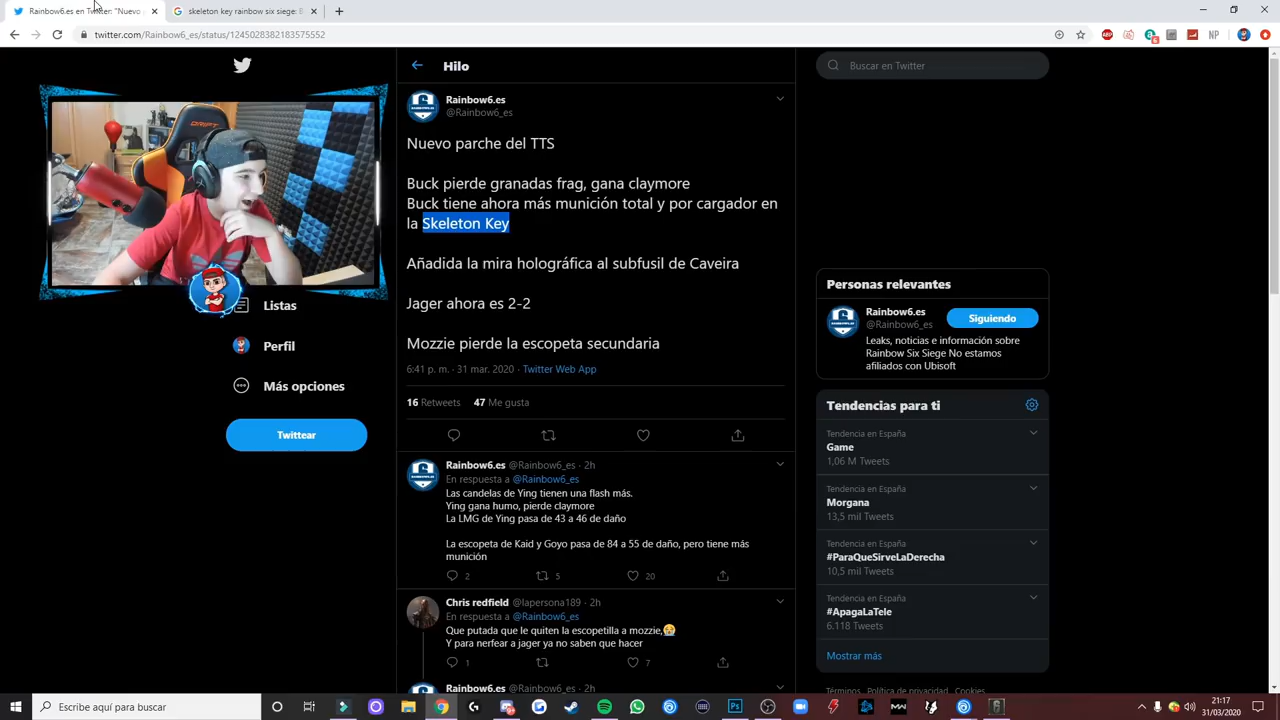 Rainbow6.es en Twitter: "Nuevo
skeleton key rainbow six siege: B
twitter.com/Rainbow6_es/status/1245028382183575552
ABP
6
NP
Hilo
Buscar en Twitter
Rainbow6.es
@Rainbow6_es
Nuevo parche del TTS
Buck pierde granadas frag, gana claymore
Buck tiene ahora más munición total y por cargador en
la Skeleton Key
Añadida la mira holográfica al subfusil de Caveira
Jager ahora es 2-2
Mozzie pierde la escopeta secundaria
6:41 p. m. · 31 mar. 2020 · Twitter Web App
16 Retweets 47 Me gusta
DRIFT
Listas
Perfil
Más opciones
Twittear
Rainbow6.es @Rainbow6_es · 2h
En respuesta a @Rainbow6_es
Las candelas de Ying tienen una flash más.
Ying gana humo, pierde claymore
La LMG de Ying pasa de 43 a 46 de daño
La escopeta de Kaid y Goyo pasa de 84 a 55 de daño, pero tiene más
munición
2 5 20
Chris redfield @lapersona189 · 2h
En respuesta a @Rainbow6_es
Que putada que le quiten la escopetilla a mozzie,😭
Y para nerfear a jager ya no saben que hacer
1 7
Rainbow6.es @Rainbow6_es · 2h
Personas relevantes
Rainbow6.es
@Rainbow6_es
Siguiendo
Leaks, noticias e información sobre
Rainbow Six Siege No estamos
afiliados con Ubisoft
Tendencias para ti
Tendencia en España
Game
1,06 M Tweets
Tendencia en España
Morgana
13,5 mil Tweets
Tendencia en España
#ParaQueSirveLaDerecha
10,5 mil Tweets
Tendencia en España
#ApagaLaTele
6.118 Tweets
Mostrar más
Términos Política de privacidad Cookies
Escribe aquí para buscar
Ps
21:17
31/03/2020